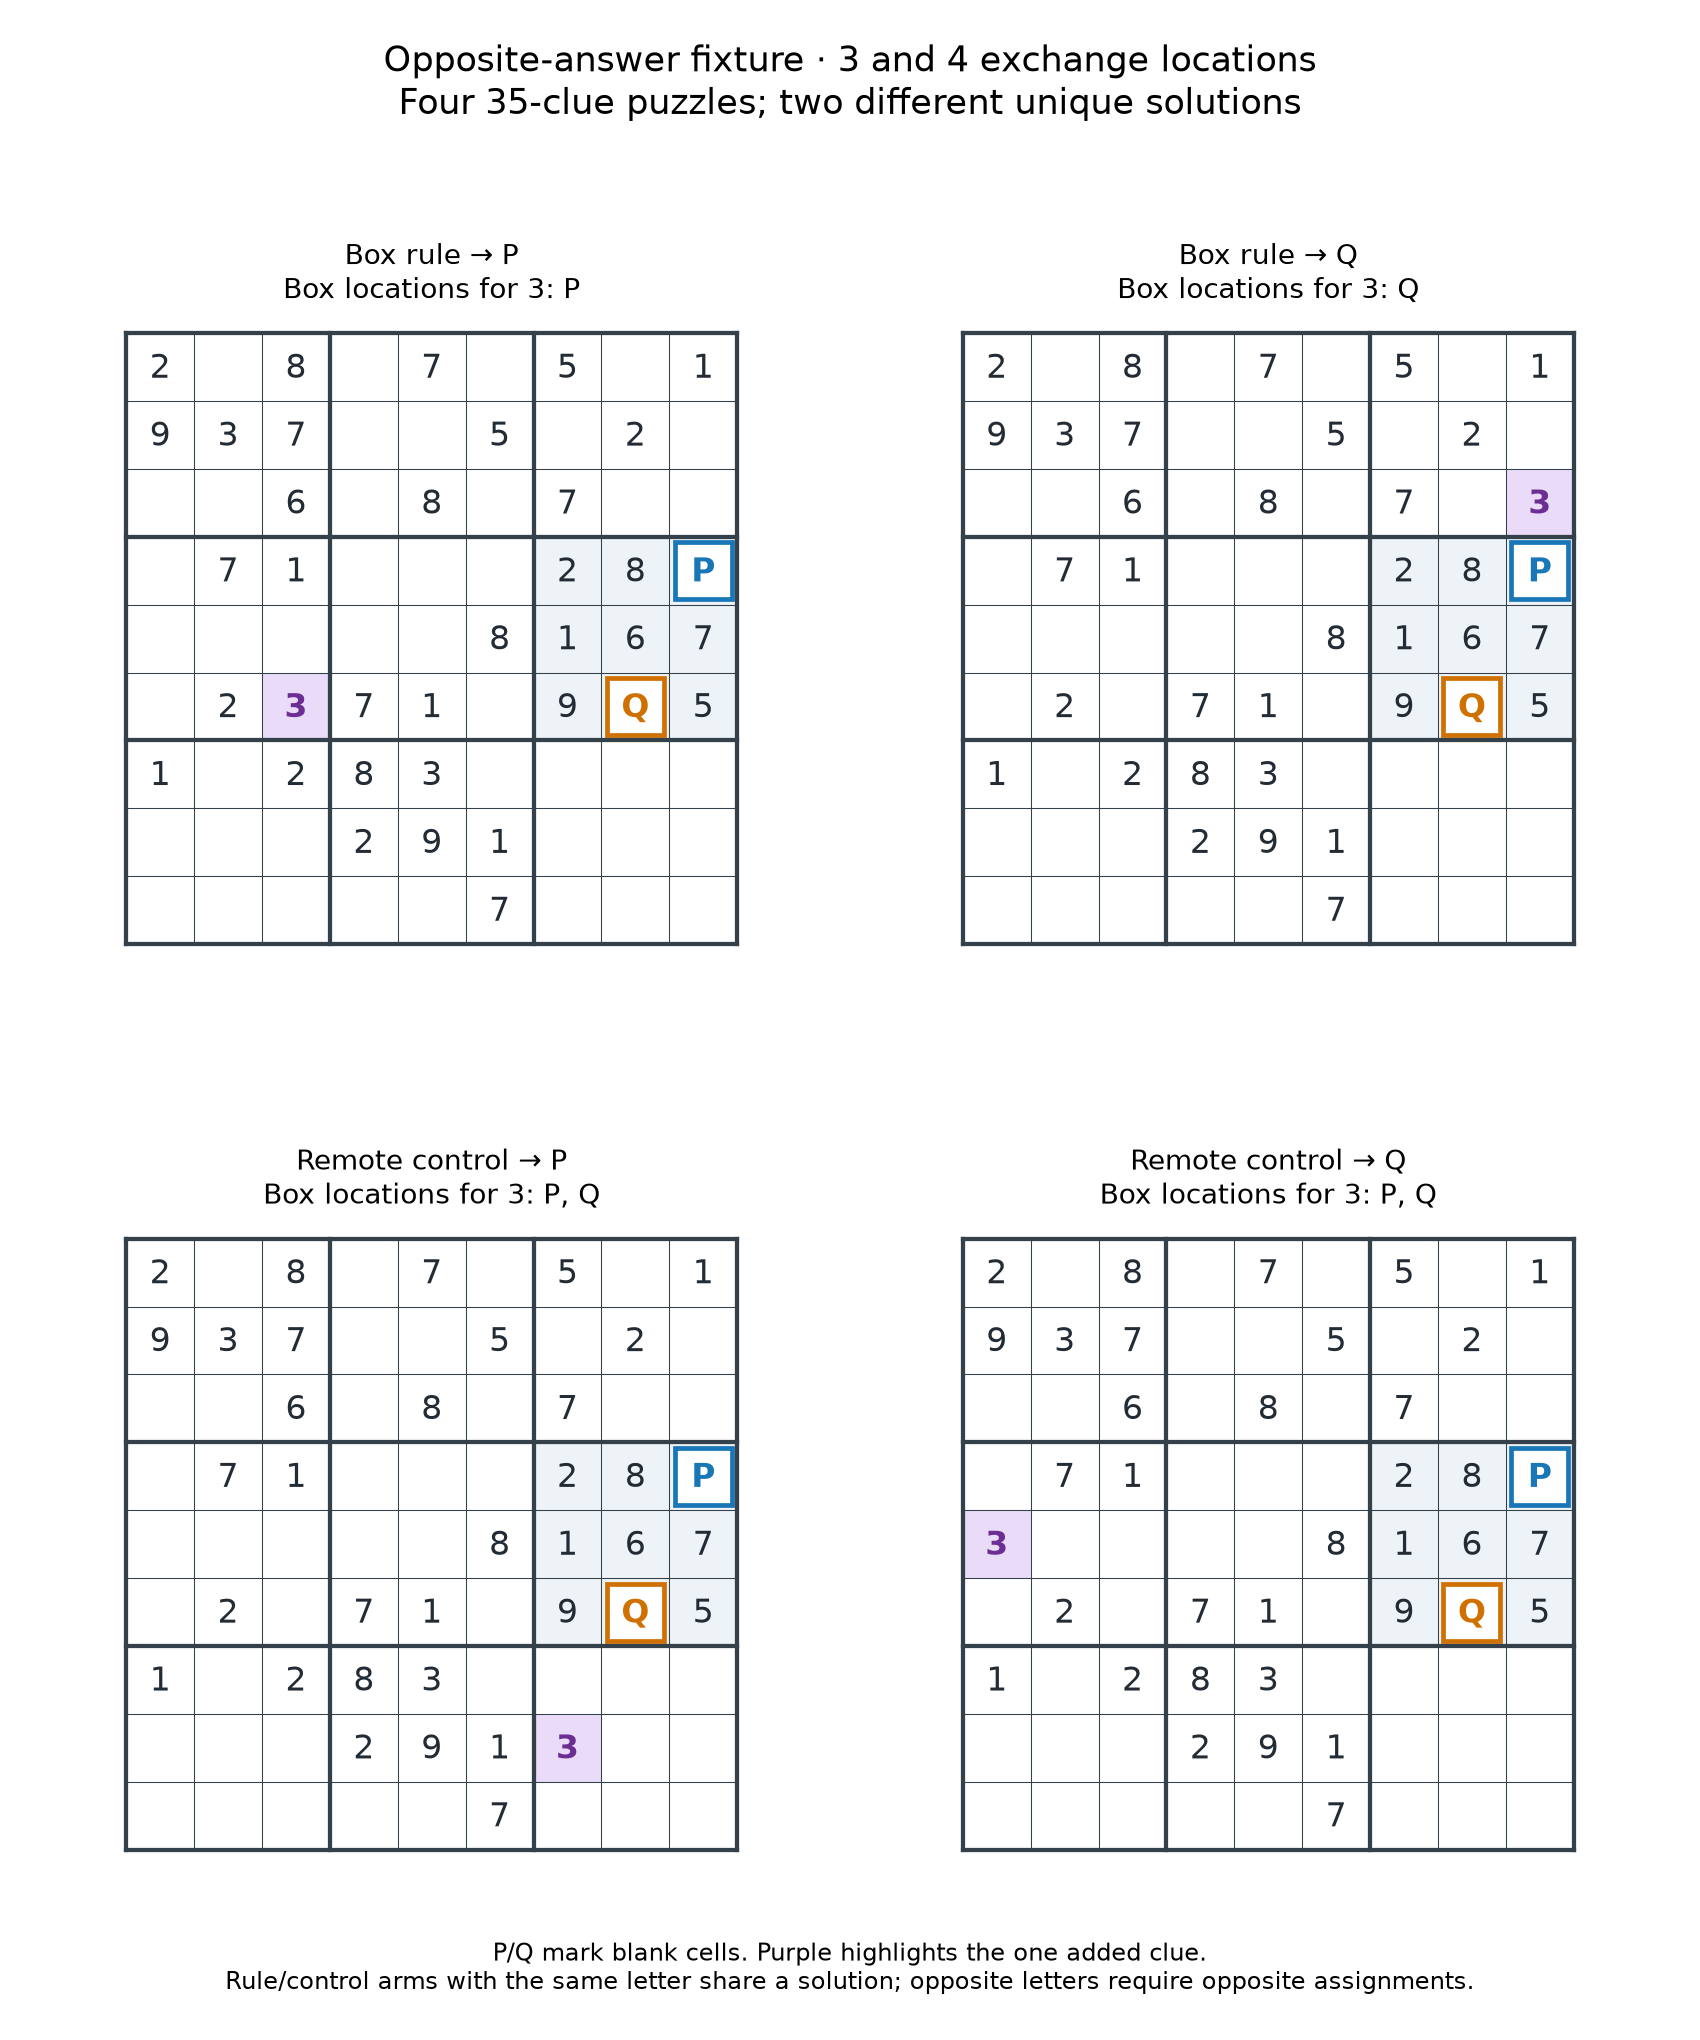 Opposite-answer fixture · 3 and 4 exchange locations
Four 35-clue puzzles; two different unique solutions
Box rule → P
Box locations for 3: P
2 8 7 5 1
9 3 7 5 2
6 8 7
7 1 2 8 P
8 1 6 7
2 3 7 1 9 Q 5
1 2 8 3
2 9 1
7
Box rule → Q
Box locations for 3: Q
2 8 7 5 1
9 3 7 5 2
6 8 7 3
7 1 2 8 P
8 1 6 7
2 7 1 9 Q 5
1 2 8 3
2 9 1
7
Remote control → P
Box locations for 3: P, Q
2 8 7 5 1
9 3 7 5 2
6 8 7
7 1 2 8 P
8 1 6 7
2 7 1 9 Q 5
1 2 8 3
2 9 1 3
7
Remote control → Q
Box locations for 3: P, Q
2 8 7 5 1
9 3 7 5 2
6 8 7
7 1 2 8 P
3 8 1 6 7
2 7 1 9 Q 5
1 2 8 3
2 9 1
7
P/Q mark blank cells. Purple highlights the one added clue.
Rule/control arms with the same letter share a solution; opposite letters require opposite assignments.